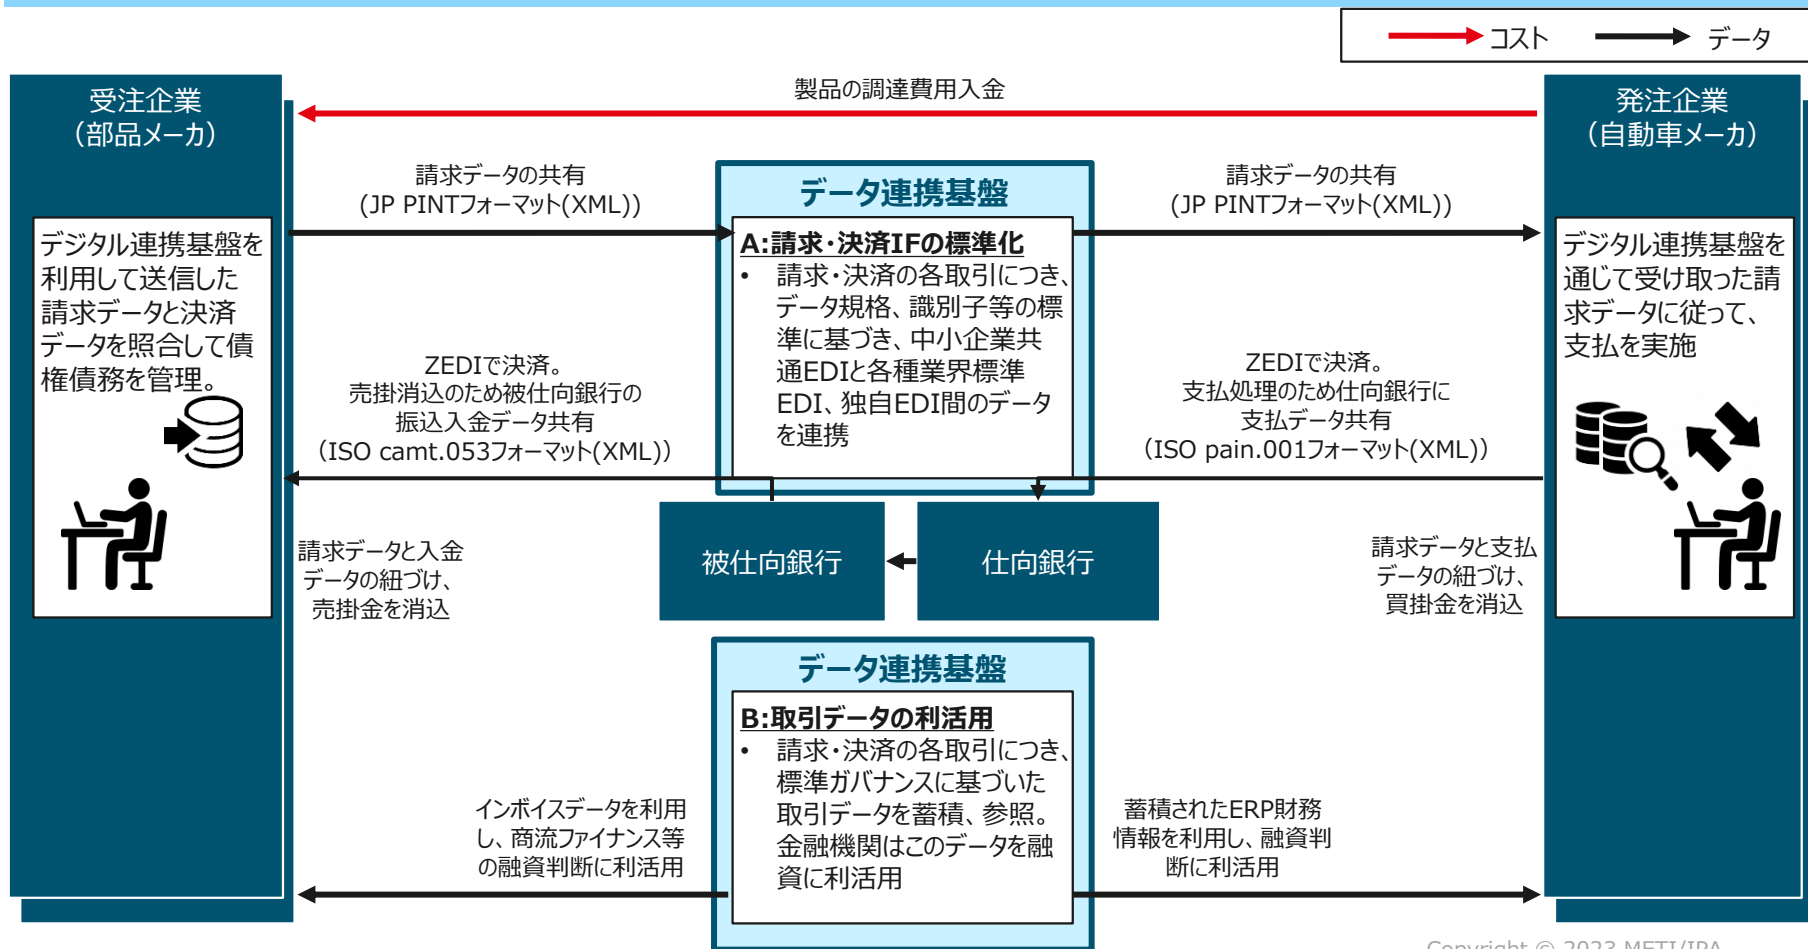 コスト
データ
受注企業
（部品メーカ）
製品の調達費用入金
発注企業
（自動車メーカ）
請求データの共有
(JP PINTフォーマット(XML))
データ連携基盤
請求データの共有
(JP PINTフォーマット(XML))
デジタル連携基盤を
利用して送信した
請求データと決済
データを照合して債
権債務を管理。
A:請求・決済IFの標準化
• 請求・決済の各取引につき、
データ規格、識別子等の標
準に基づき、中小企業共
通EDIと各種業界標準
EDI、独自EDI間のデータ
を連携
デジタル連携基盤を
通じて受け取った請
求データに従って、
支払を実施
ZEDIで決済。
売掛消込のため被仕向銀行の
振込入金データ共有
（ISO camt.053フォーマット(XML)）
ZEDIで決済。
支払処理のため仕向銀行に
支払データ共有
（ISO pain.001フォーマット(XML)）
請求データと入金
データの紐づけ、
売掛金を消込
被仕向銀行
仕向銀行
請求データと支払
データの紐づけ、
買掛金を消込
データ連携基盤
B:取引データの利活用
• 請求・決済の各取引につき、
標準ガバナンスに基づいた
取引データを蓄積、参照。
金融機関はこのデータを融
資に利活用
インボイスデータを利用
し、商流ファイナンス等
の融資判断に利活用
蓄積されたERP財務
情報を利用し、融資判
断に利活用
Copyright © 2023 METI/IPA